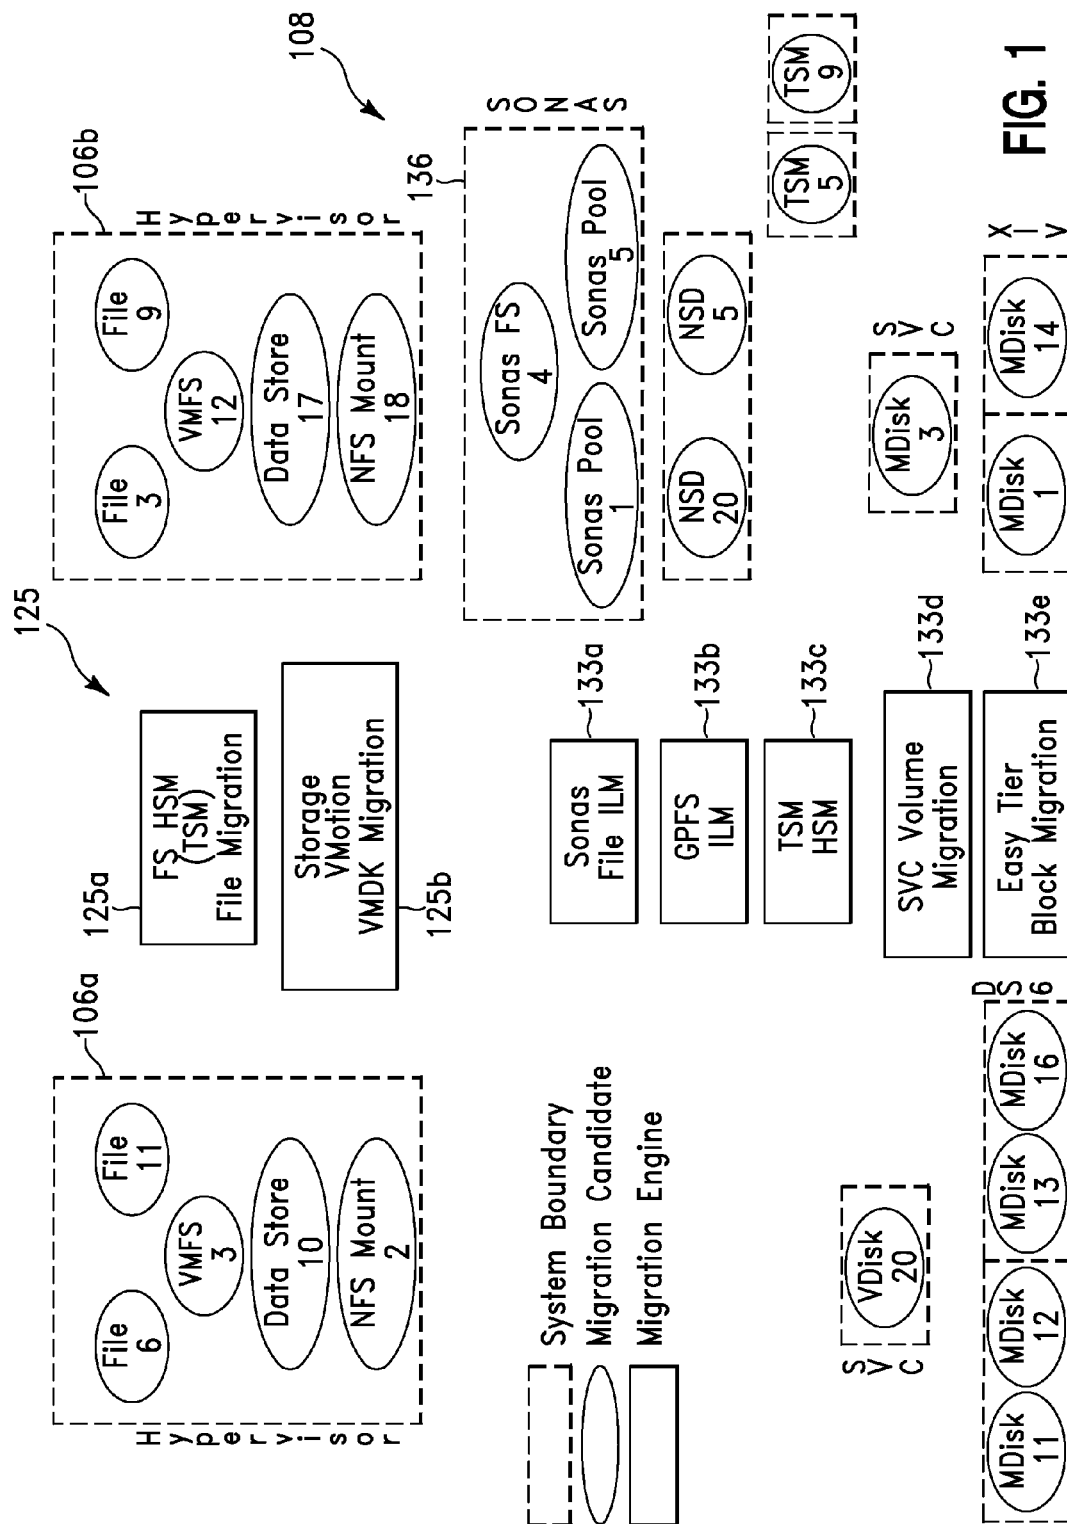 125
108
106a
106b
Hypervisor
File
6
File
11
VMFS
3
Data Store
10
NFS Mount
2
125a
FS HSM
(TSM)
File Migration
Storage
VMotion
VMDK Migration
125b
Hypervisor
File
3
File
9
VMFS
12
Data Store
17
NFS Mount
18
136
SONAS
Sonas FS
4
Sonas Pool
1
Sonas Pool
5
NSD
20
NSD
5
TSM
5
TSM
9
System Boundary
Migration Candidate
Migration Engine
Sonas
File ILM
133a
GPFS
ILM
133b
TSM
HSM
133c
SVC Volume
Migration
133d
Easy Tier
Block Migration
133e
SVC
VDisk
20
SVC
MDisk
3
MDisk
11
MDisk
12
MDisk
13
MDisk
16
DS6
MDisk
1
MDisk
14
XIV
FIG. 1